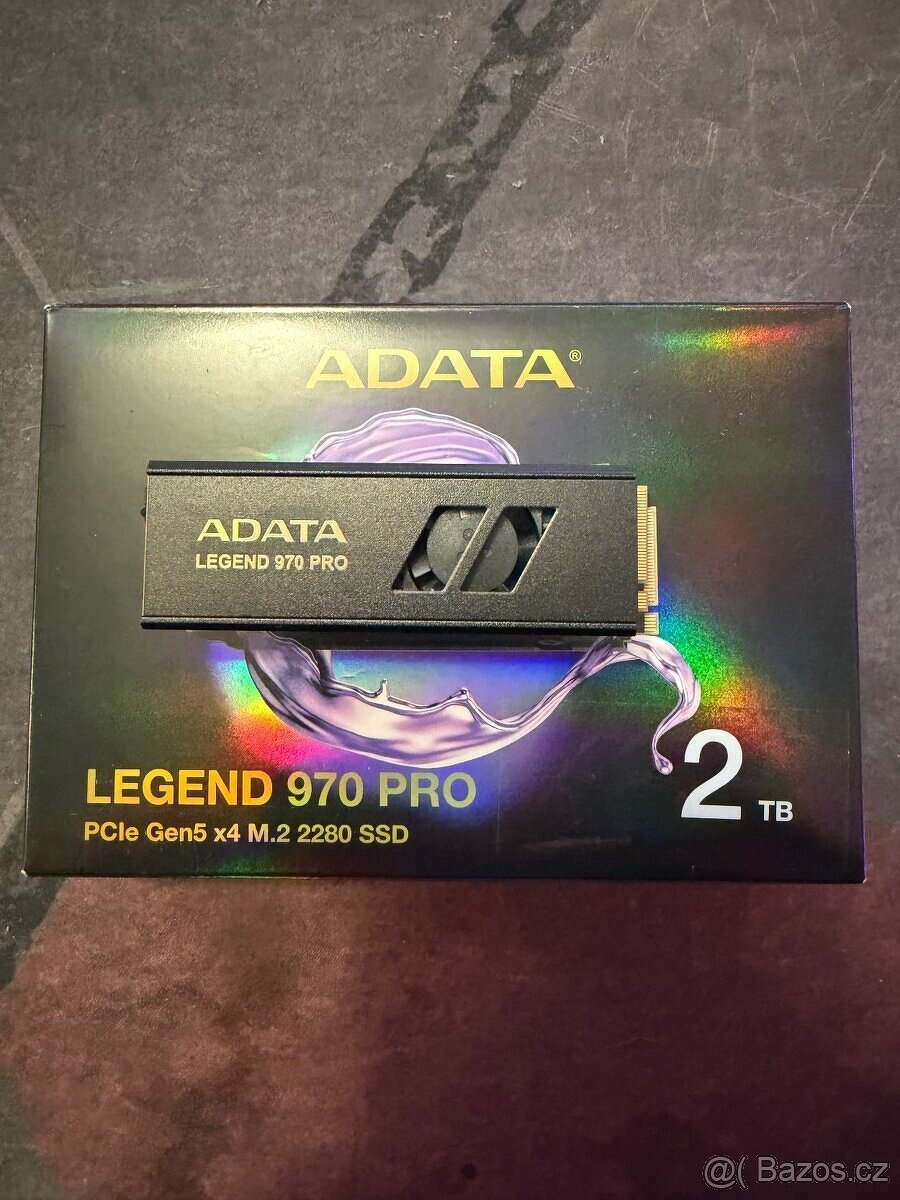 ADATA®
ADATA
LEGEND 970 PRO
LEGEND 970 PRO
PCIe Gen5 x4 M.2 2280 SSD
2 TB
@( Bazos.cz